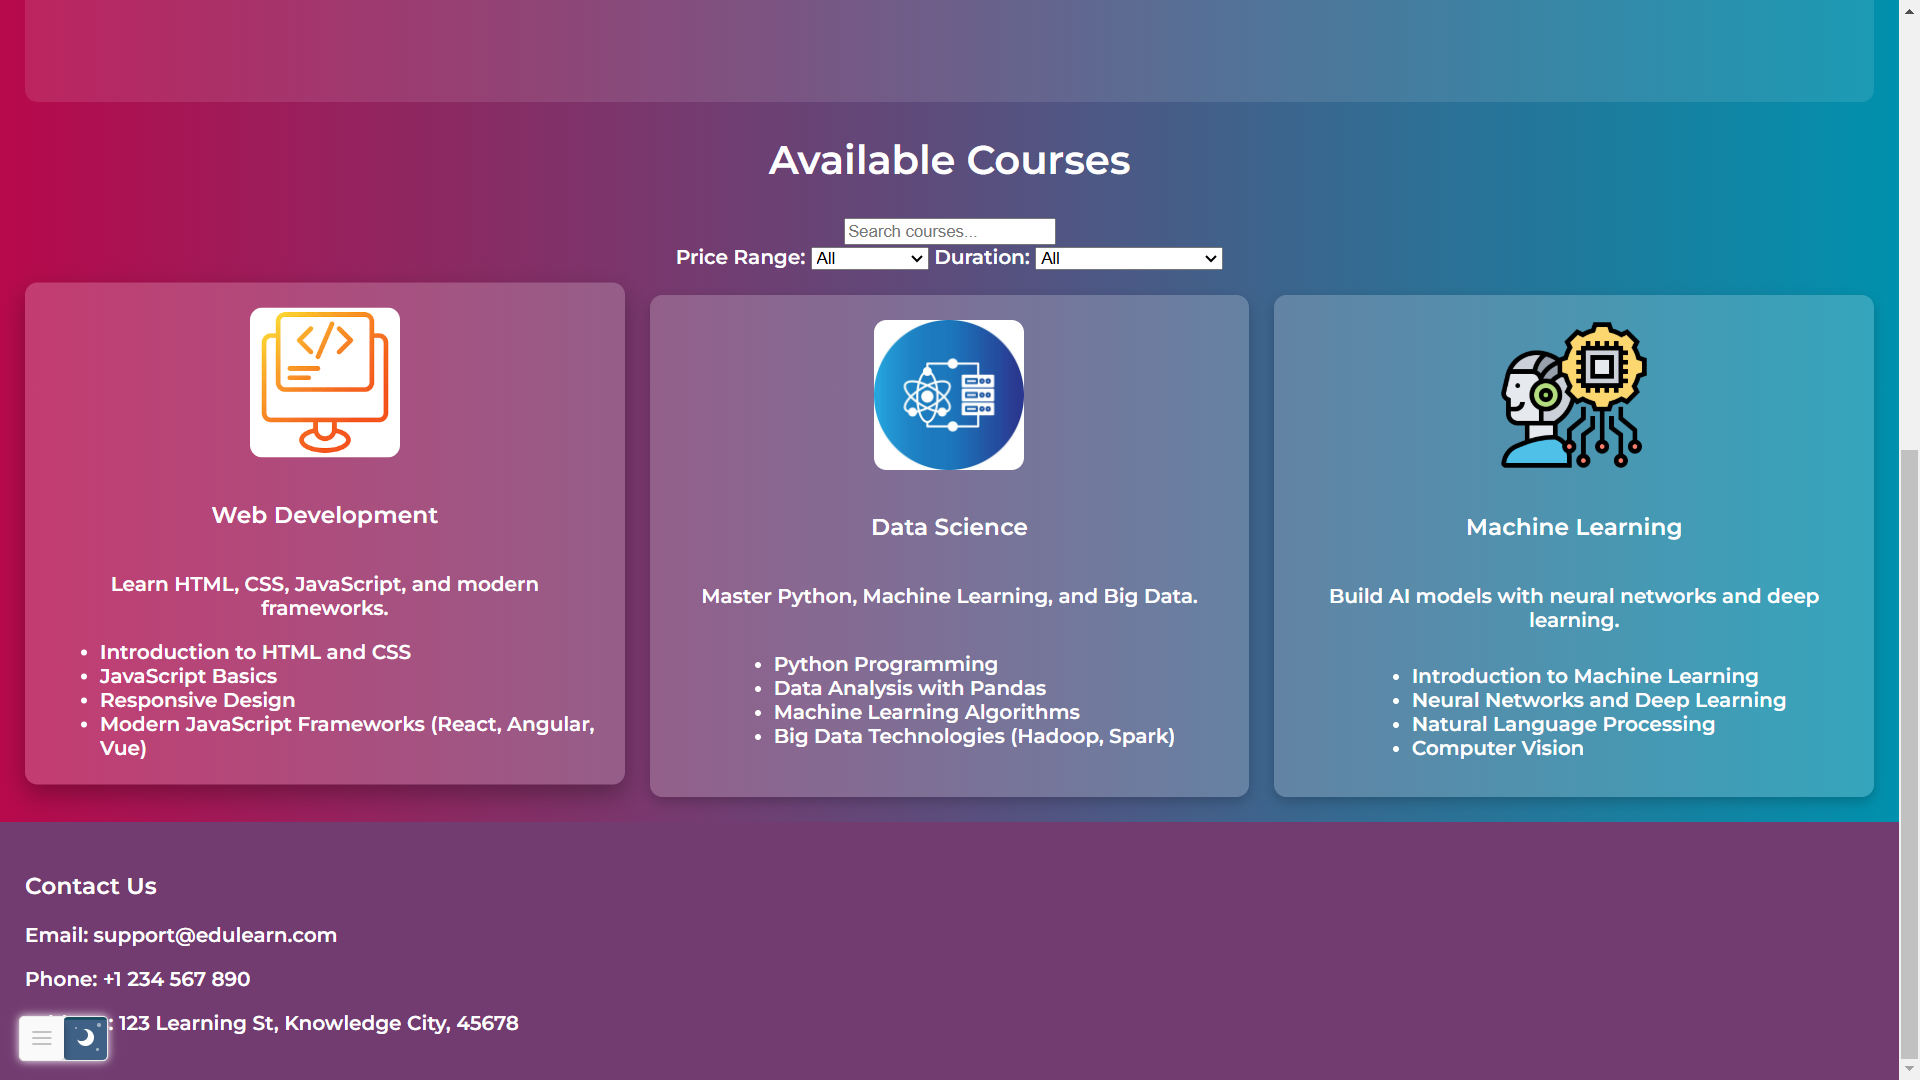 Available Courses
Search courses...
Price Range: All Duration: All
Web Development
Learn HTML, CSS, JavaScript, and modern
frameworks.
• Introduction to HTML and CSS
• JavaScript Basics
• Responsive Design
• Modern JavaScript Frameworks (React, Angular,
Vue)
Data Science
Master Python, Machine Learning, and Big Data.
• Python Programming
• Data Analysis with Pandas
• Machine Learning Algorithms
• Big Data Technologies (Hadoop, Spark)
Machine Learning
Build AI models with neural networks and deep
learning.
• Introduction to Machine Learning
• Neural Networks and Deep Learning
• Natural Language Processing
• Computer Vision
Contact Us
Email: support@edulearn.com
Phone: +1 234 567 890
: 123 Learning St, Knowledge City, 45678